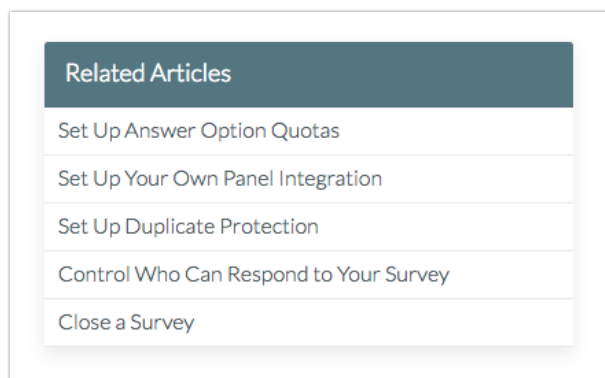 Related Articles
Set Up Answer Option Quotas
Set Up Your Own Panel Integration
Set Up Duplicate Protection
Control Who Can Respond to Your Survey
Close a Survey